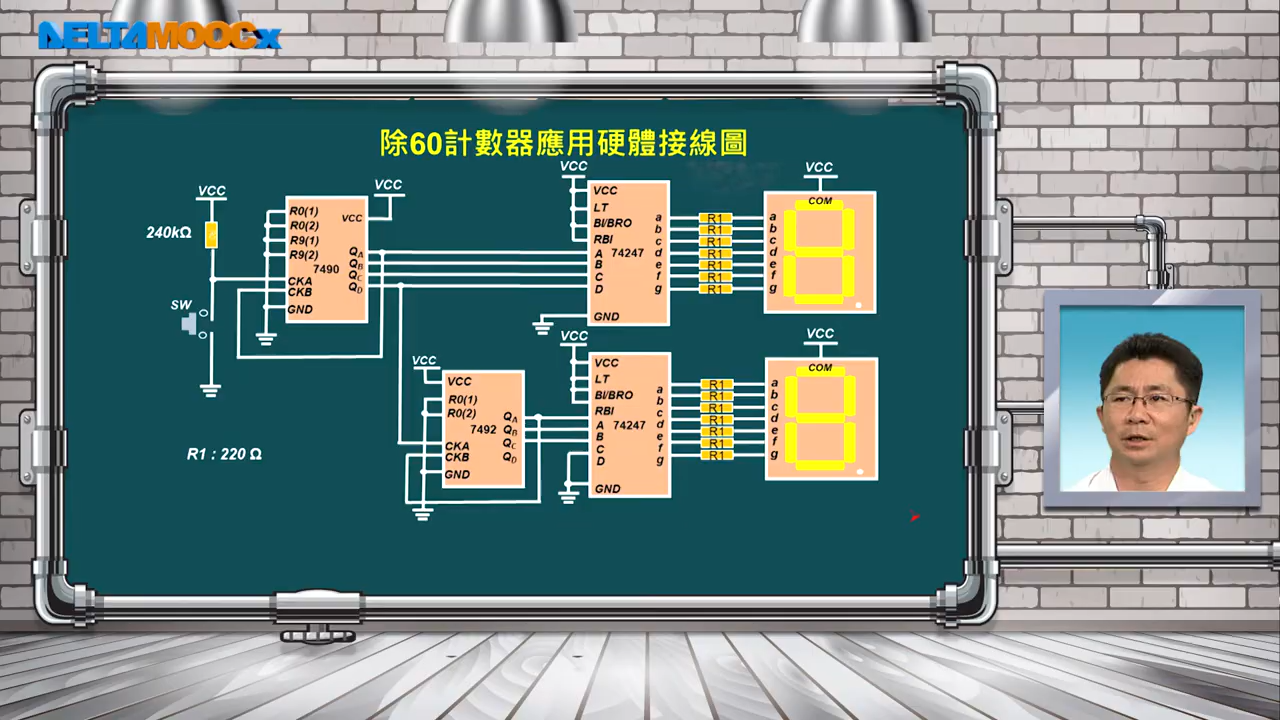 DELTAMOOCx
除60計數器應用硬體接線圖
VCC
240kΩ
SW
R1 : 220 Ω
VCC
R0(1)
R0(2)
R9(1)
R9(2)
CKA
CKB
GND
7490
VCC
QA
QB
QC
QD
VCC
VCC
LT
BI/BRO
RBI
A
B
C
D
GND
74247
a
b
c
d
e
f
g
R1
R1
R1
R1
R1
R1
R1
VCC
COM
a
b
c
d
e
f
g
VCC
VCC
R0(1)
R0(2)
CKA
CKB
GND
7492
QA
QB
QC
QD
VCC
VCC
LT
BI/BRO
RBI
A
B
C
D
GND
74247
a
b
c
d
e
f
g
R1
R1
R1
R1
R1
R1
R1
VCC
COM
a
b
c
d
e
f
g